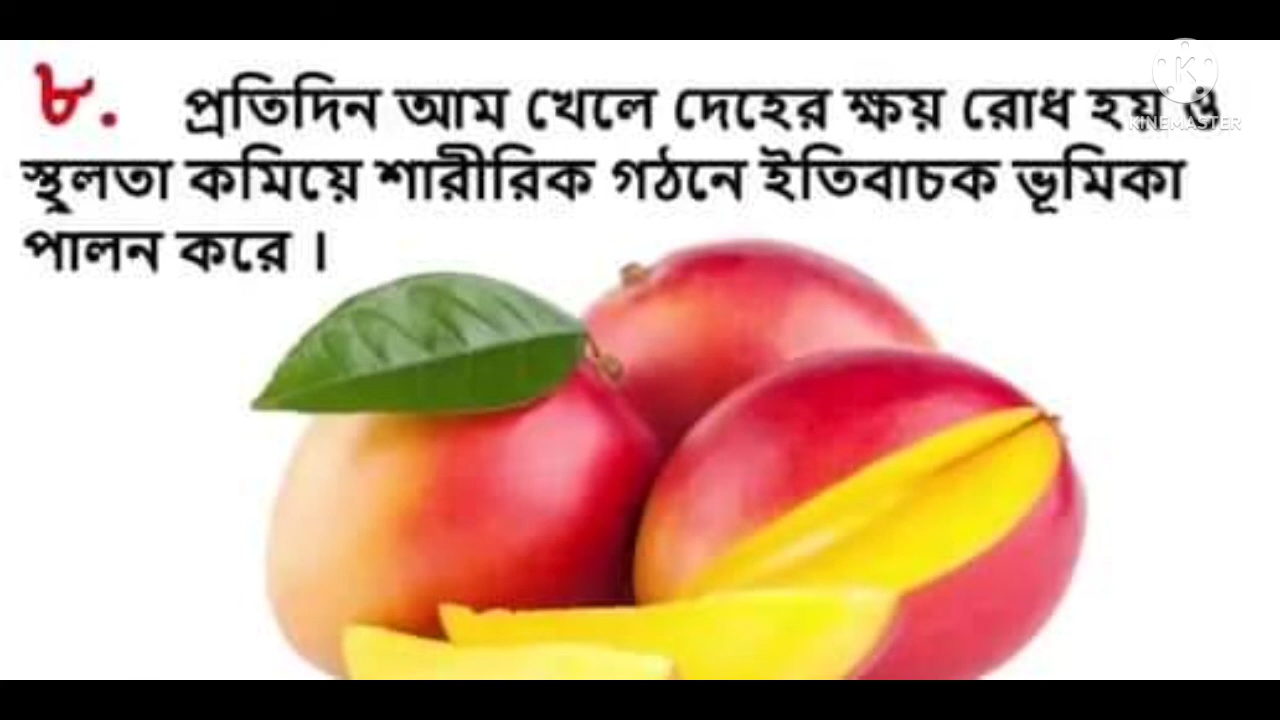 ৮. প্রতিদিন আম খেলে দেহের ক্ষয় রোধ হয় ও
স্থুলতা কমিয়ে শারীরিক গঠনে ইতিবাচক ভূমিকা
পালন করে ।
KINEMASTER